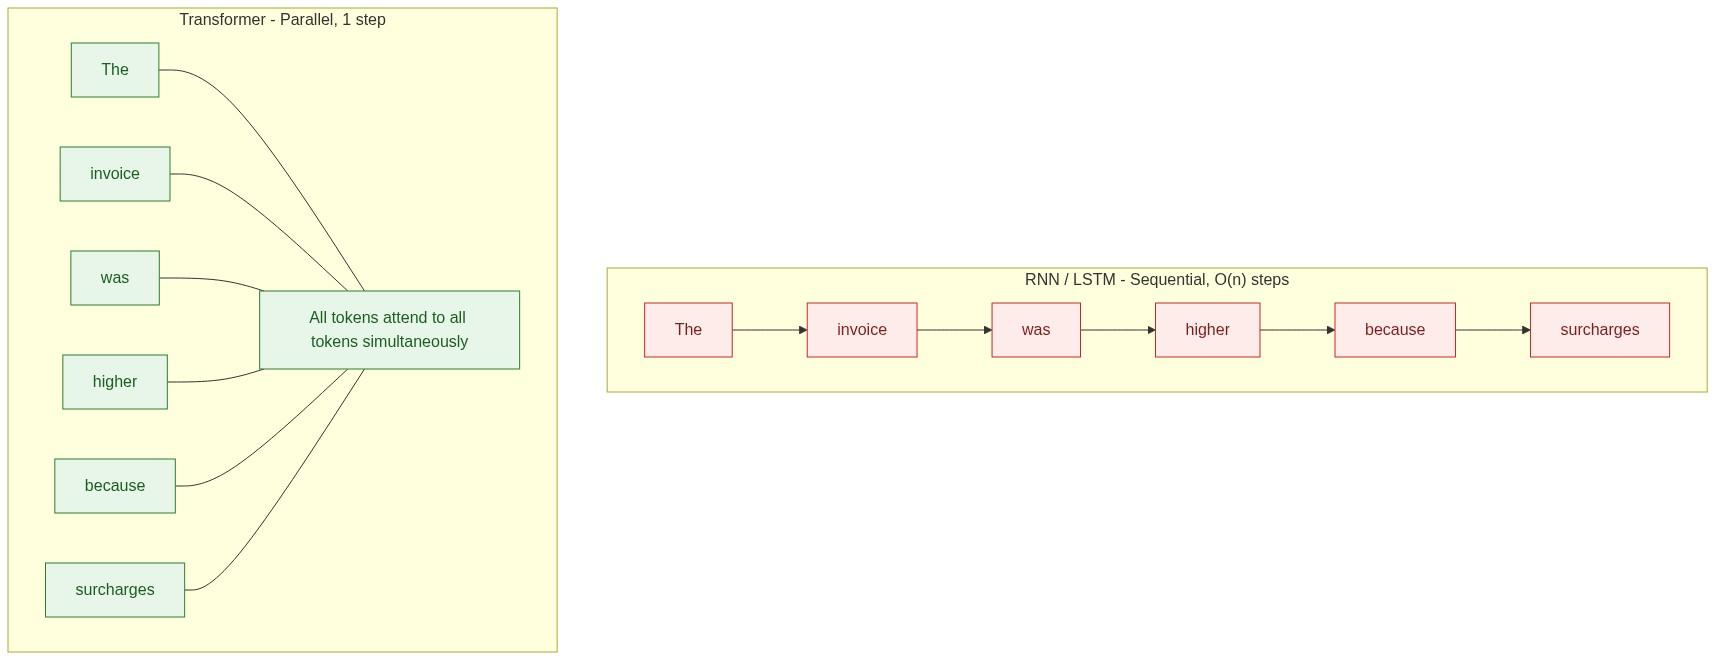 Transformer - Parallel, 1 step
The
invoice
was
higher
because
surcharges
All tokens attend to all
tokens simultaneously
RNN / LSTM - Sequential, O(n) steps
The
invoice
was
higher
because
surcharges